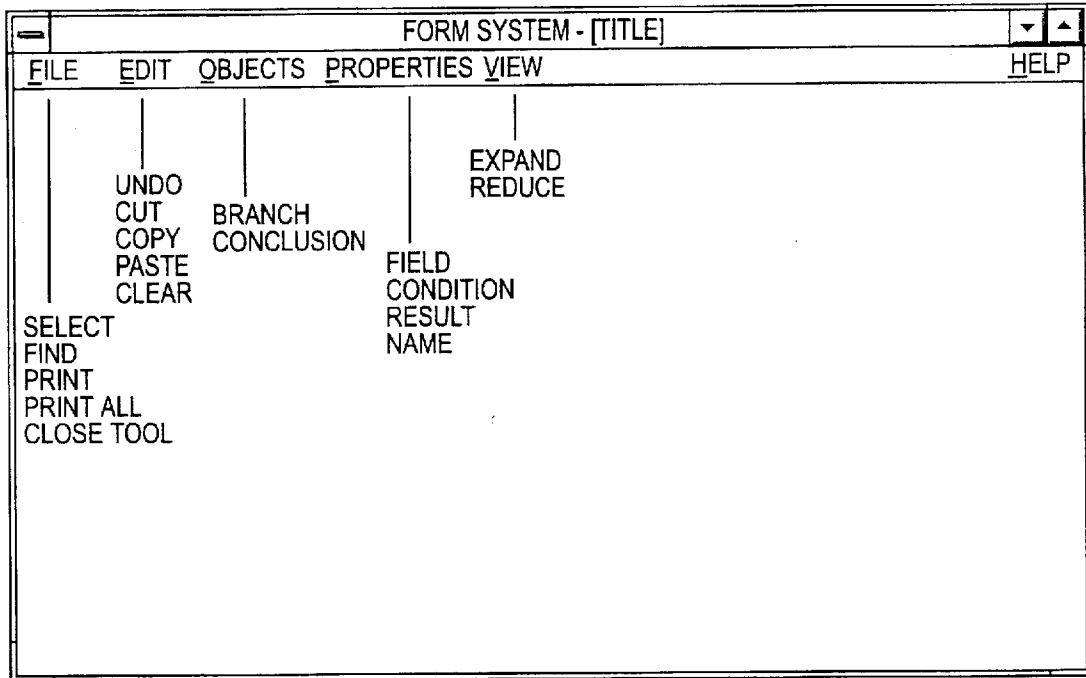 FORM SYSTEM - [TITLE]
FILE EDIT OBJECTS PROPERTIES VIEW HELP
EXPAND
REDUCE
UNDO
CUT
COPY
PASTE
CLEAR
BRANCH
CONCLUSION
FIELD
CONDITION
RESULT
NAME
SELECT
FIND
PRINT
PRINT ALL
CLOSE TOOL